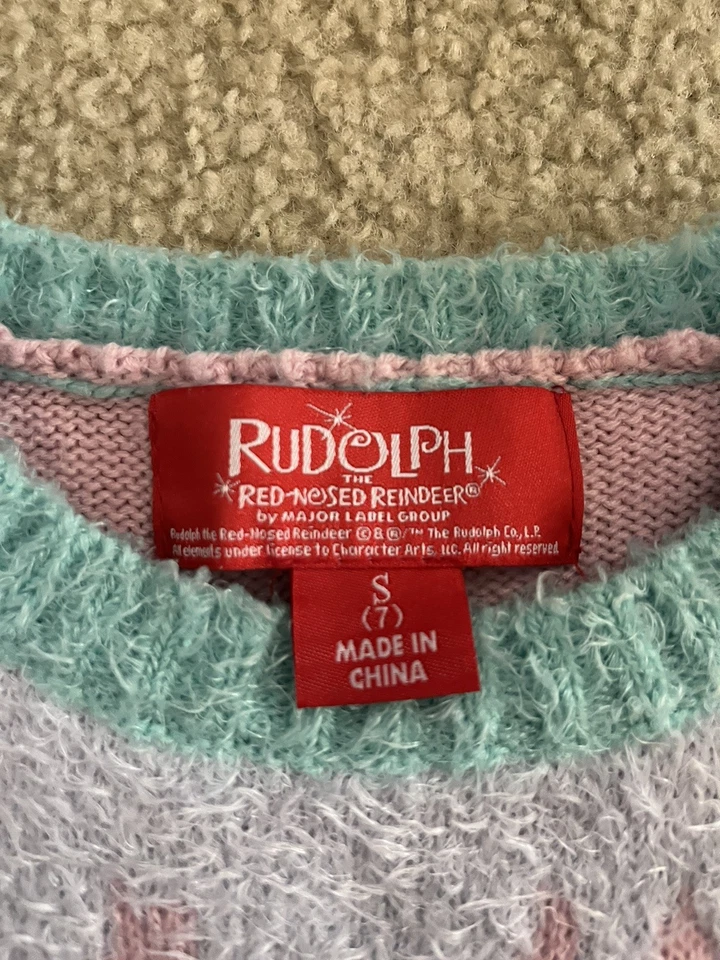 RUDOLPH
THE
RED-NOSED REINDEER®
by MAJOR LABEL GROUP
Rudolph the Red-Nosed Reindeer © & ®/™ The Rudolph Co., L.P.
All elements under license to Character Arts, LLC. All right reserved
S
(7)
MADE IN
CHINA